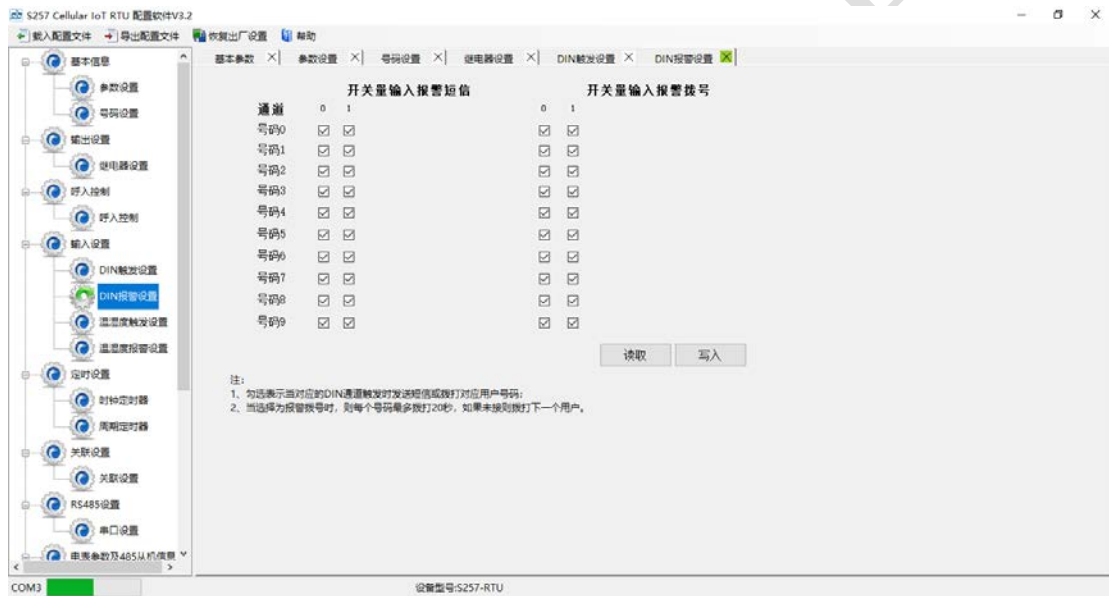 S257 Cellular IoT RTU 配置软件V3.2
载入配置文件 导出配置文件 恢复出厂设置 帮助
基本信息
参数设置
号码设置
输出设置
继电器设置
呼入控制
呼入控制
输入设置
DIN触发设置
DIN报警设置
温湿度触发设置
温湿度报警设置
定时设置
时钟定时器
周期定时器
关联设置
关联设置
RS485设置
串口设置
电表参数及485从机信息
基本参数 参数设置 号码设置 继电器设置 DIN触发设置 DIN报警设置
开关量输入报警短信 开关量输入报警拨号
通道 0 1 0 1
号码0
号码1
号码2
号码3
号码4
号码5
号码6
号码7
号码8
号码9
读取 写入
注:
1、勾选表示当对应的DIN通道触发时发送短信或拨打对应用户号码;
2、当选择为报警拨号时，则每个号码最多拨打20秒，如果未接则拨打下一个用户。
COM3 设备型号:S257-RTU